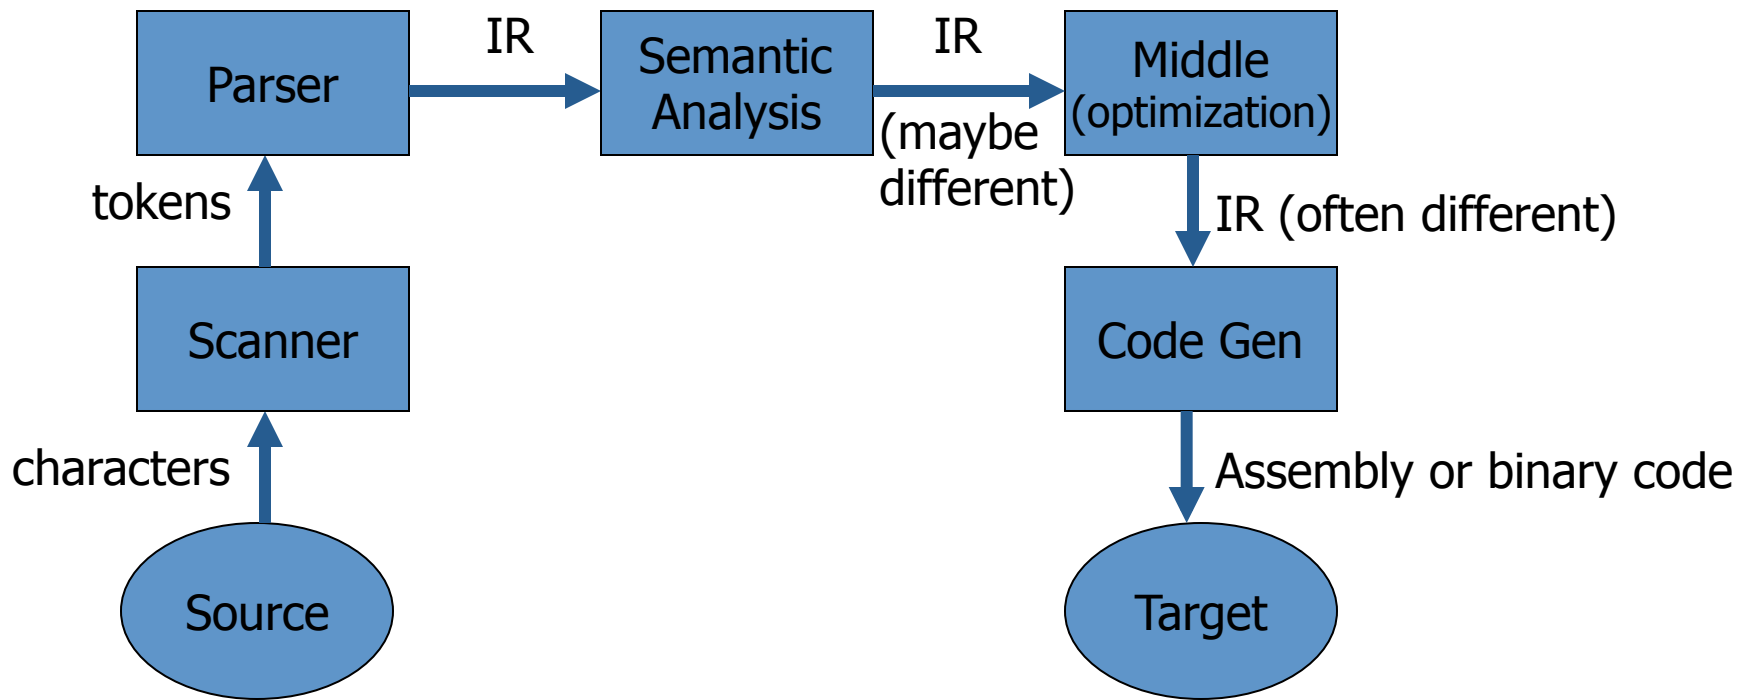 Parser
IR
Semantic
Analysis
IR
(maybe
different)
Middle
(optimization)
tokens
IR (often different)
Scanner
Code Gen
characters
Assembly or binary code
Source
Target